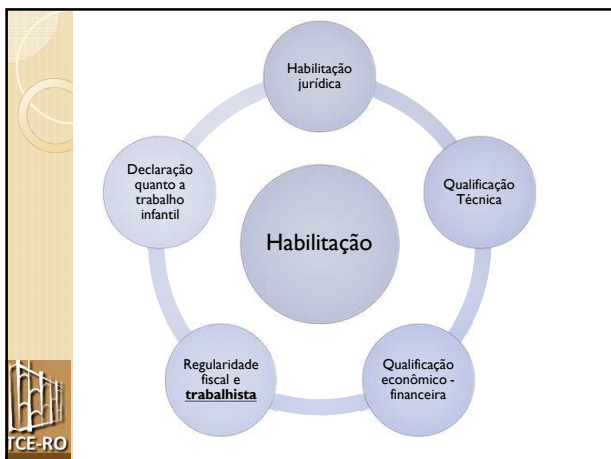 Habilitação
jurídica
Declaração
quanto a
trabalho
infantil
Qualificação
Técnica
Habilitação
Regularidade
fiscal e
trabalhista
Qualificação
econômico -
financeira
TCE-RO